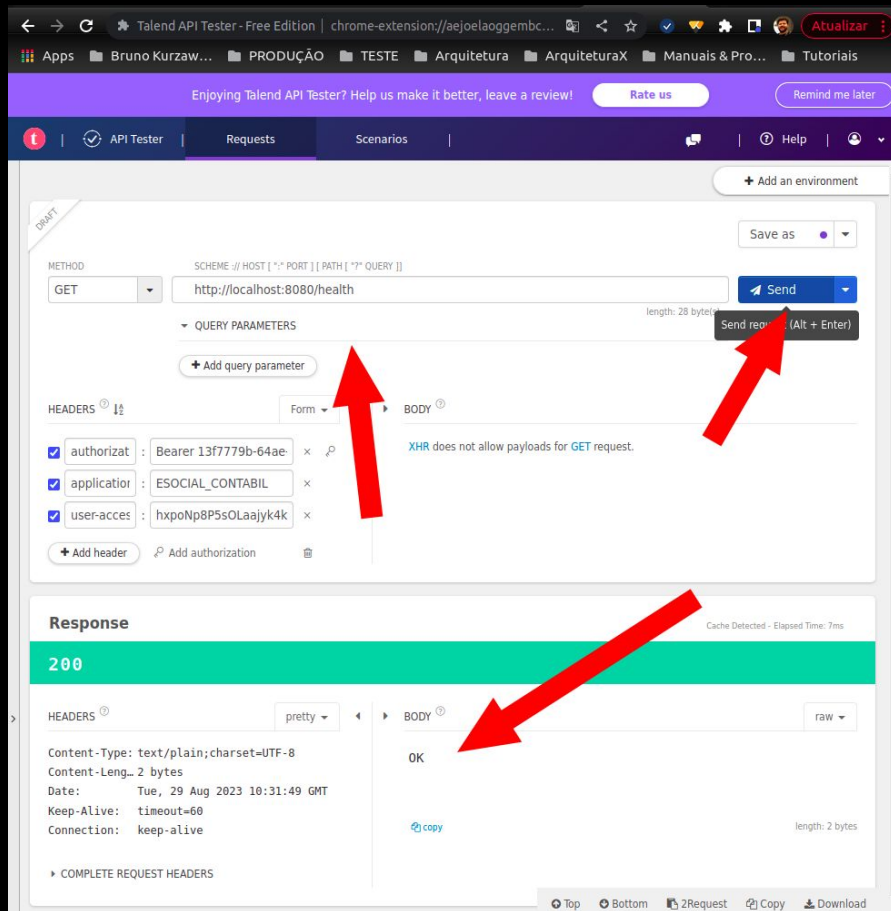 Talend API Tester - Free Edition | chrome-extension://aejoelaoggembc... Atualizar
Apps Bruno Kurzaw... PRODUÇÃO TESTE Arquitetura ArquiteturaX Manuais & Pro... Tutoriais
Enjoying Talend API Tester? Help us make it better, leave a review! Rate us Remind me later
t | API Tester | Requests Scenarios | | ? Help |
+ Add an environment
DRAFT
Save as
METHOD SCHEME :// HOST [ ":" PORT ] [ PATH [ "?" QUERY ]]
GET http://localhost:8080/health Send
length: 28 byte(s)
QUERY PARAMETERS Send request (Alt + Enter)
+ Add query parameter
HEADERS ? Form BODY ?
authorizat : Bearer 13f7779b-64ae- × XHR does not allow payloads for GET request.
application : ESOCIAL_CONTABIL ×
user-acces : hxpoNp8P5sOLaajyk4k ×
+ Add header Add authorization
Response Cache Detected - Elapsed Time: 7ms
200
HEADERS ? pretty BODY ? raw
Content-Type: text/plain;charset=UTF-8 OK
Content-Leng... 2 bytes
Date: Tue, 29 Aug 2023 10:31:49 GMT
Keep-Alive: timeout=60
Connection: keep-alive
copy length: 2 bytes
COMPLETE REQUEST HEADERS
Top Bottom 2Request Copy Download